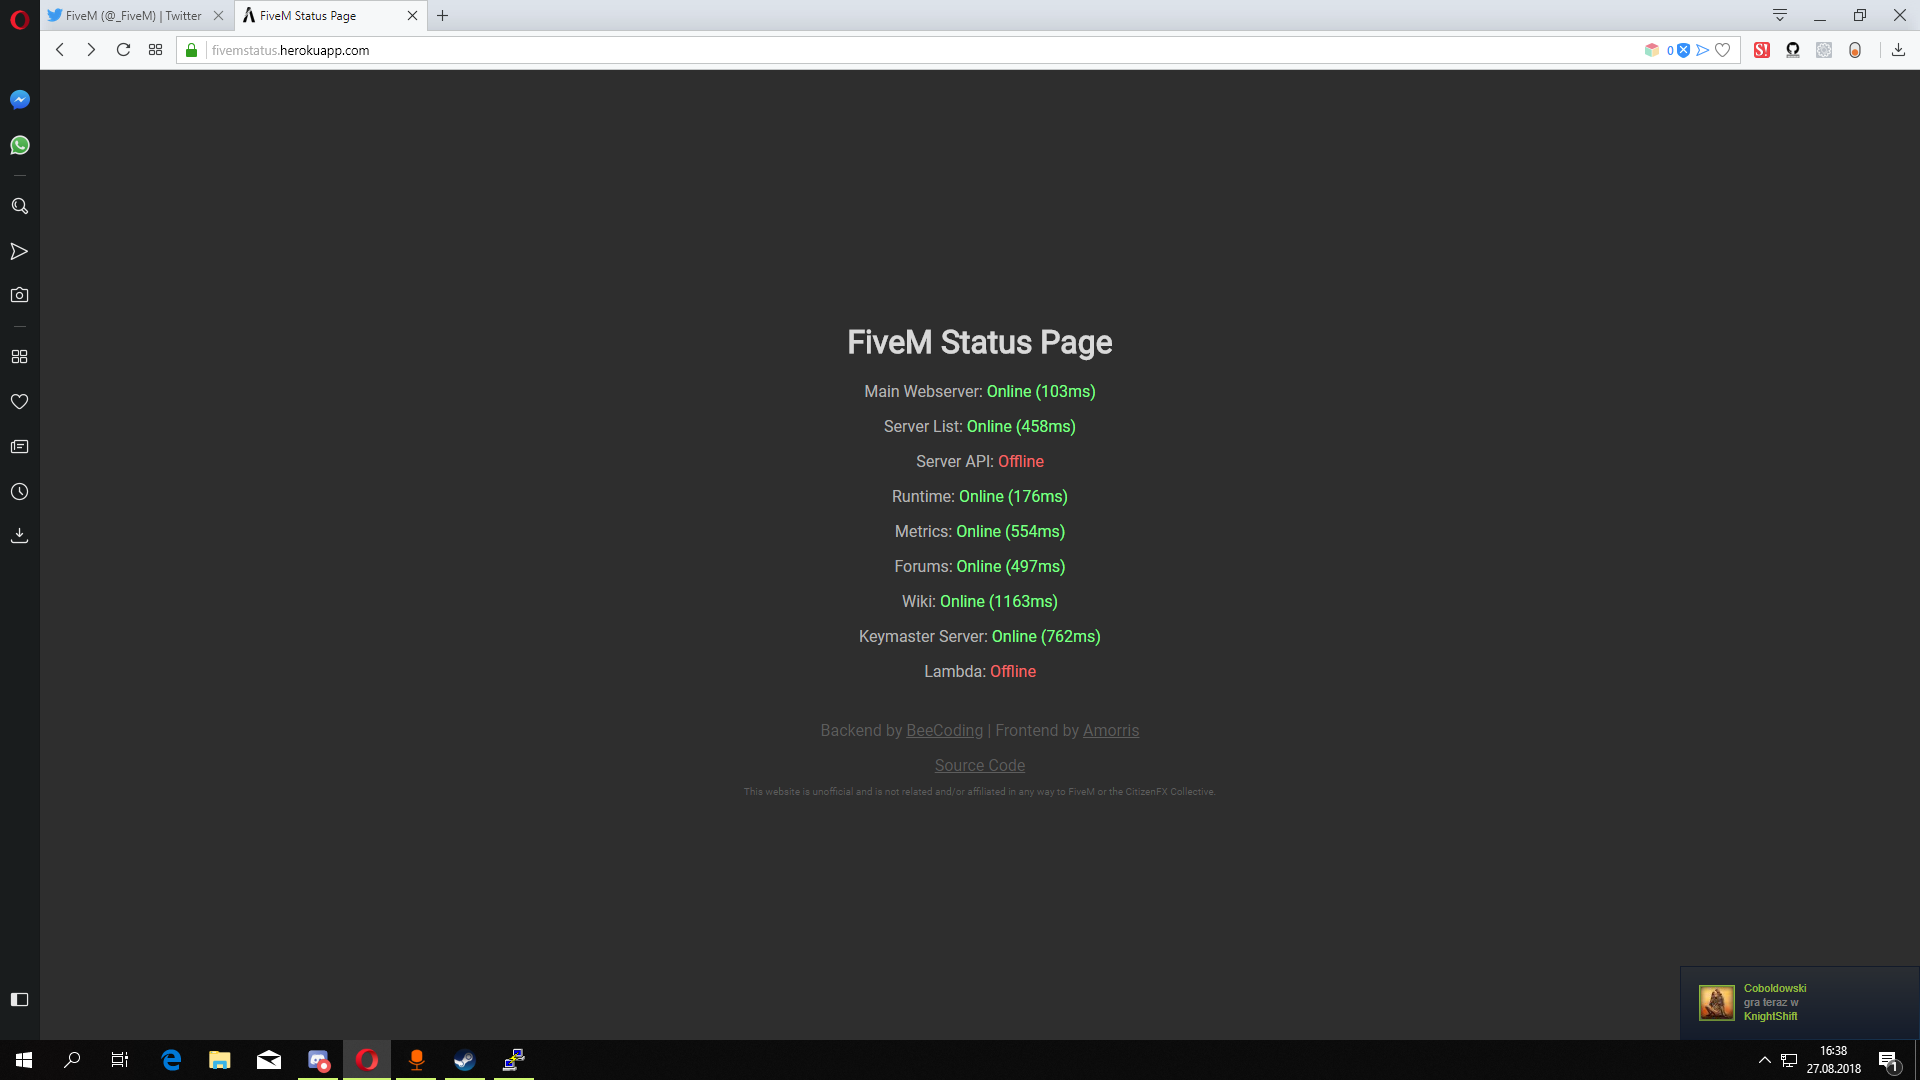 FiveM (@_FiveM) | Twitter
FiveM Status Page
fivemstatus.herokuapp.com
0
S!
FiveM Status Page
Main Webserver: Online (103ms)
Server List: Online (458ms)
Server API: Offline
Runtime: Online (176ms)
Metrics: Online (554ms)
Forums: Online (497ms)
Wiki: Online (1163ms)
Keymaster Server: Online (762ms)
Lambda: Offline
Backend by BeeCoding | Frontend by Amorris
Source Code
This website is unofficial and is not related and/or affiliated in any way to FiveM or the CitizenFX Collective.
Coboldowski
gra teraz w
KnightShift
16:38
27.08.2018
1